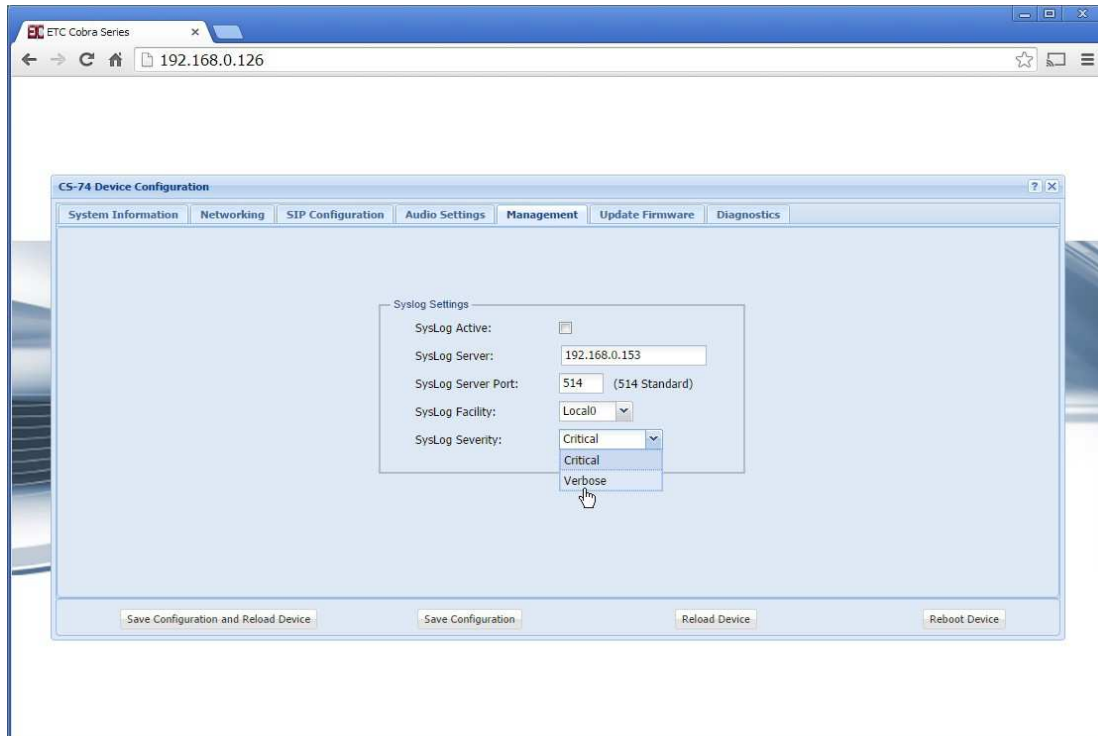 ETC Cobra Series
192.168.0.126
CS-74 Device Configuration
System Information Networking SIP Configuration Audio Settings Management Update Firmware Diagnostics
Syslog Settings
SysLog Active:
SysLog Server: 192.168.0.153
SysLog Server Port: 514 (514 Standard)
SysLog Facility: Local0
SysLog Severity: Critical
Critical
Verbose
Save Configuration and Reload Device Save Configuration Reload Device Reboot Device